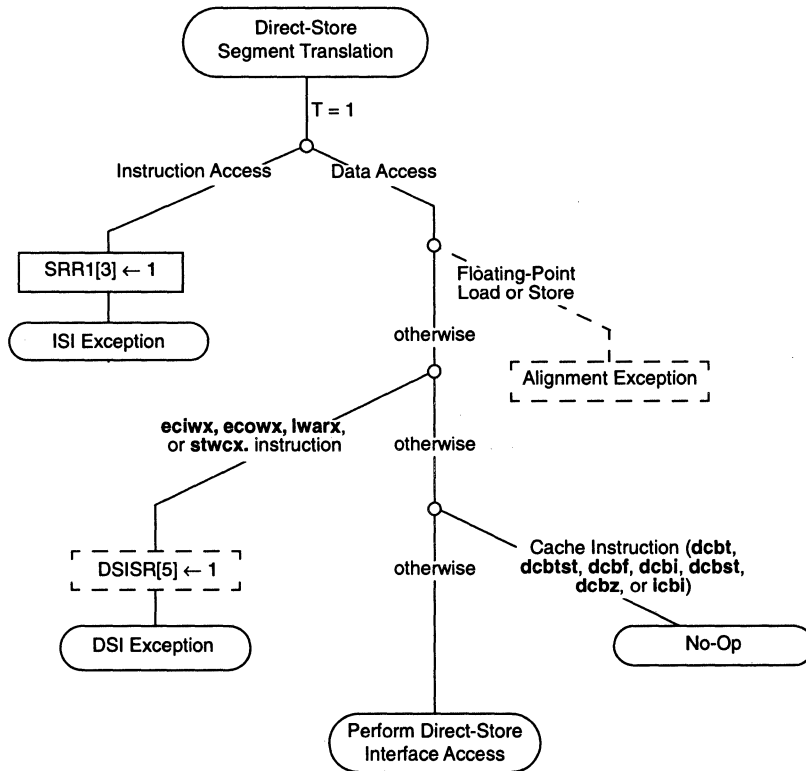 Direct-Store
Segment Translation
T = 1
Instruction Access
Data Access
SRR1[3] ← 1
Floating-Point
Load or Store
ISI Exception
otherwise
Alignment Exception
eciwx, ecowx, lwarx,
or stwcx. instruction
otherwise
DSISR[5] ← 1
otherwise
Cache Instruction (dcbt,
dcbtst, dcbf, dcbi, dcbst,
dcbz, or icbi)
DSI Exception
No-Op
Perform Direct-Store
Interface Access